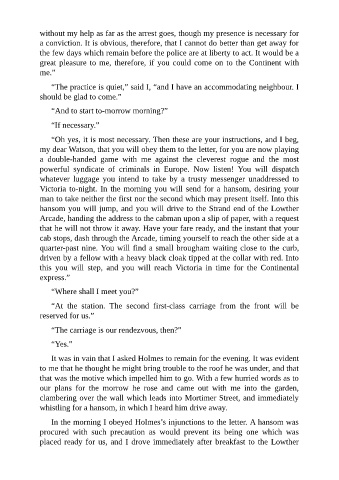 without my help as far as the arrest goes, though my presence is necessary for
a conviction. It is obvious, therefore, that I cannot do better than get away for
the few days which remain before the police are at liberty to act. It would be a
great pleasure to me, therefore, if you could come on to the Continent with
me.”
“The practice is quiet,” said I, “and I have an accommodating neighbour. I
should be glad to come.”
“And to start to-morrow morning?”
“If necessary.”
“Oh yes, it is most necessary. Then these are your instructions, and I beg,
my dear Watson, that you will obey them to the letter, for you are now playing
a double-handed game with me against the cleverest rogue and the most
powerful syndicate of criminals in Europe. Now listen! You will dispatch
whatever luggage you intend to take by a trusty messenger unaddressed to
Victoria to-night. In the morning you will send for a hansom, desiring your
man to take neither the first nor the second which may present itself. Into this
hansom you will jump, and you will drive to the Strand end of the Lowther
Arcade, handing the address to the cabman upon a slip of paper, with a request
that he will not throw it away. Have your fare ready, and the instant that your
cab stops, dash through the Arcade, timing yourself to reach the other side at a
quarter-past nine. You will find a small brougham waiting close to the curb,
driven by a fellow with a heavy black cloak tipped at the collar with red. Into
this you will step, and you will reach Victoria in time for the Continental
express.”
“Where shall I meet you?”
“At the station. The second first-class carriage from the front will be
reserved for us.”
“The carriage is our rendezvous, then?”
“Yes.”
It was in vain that I asked Holmes to remain for the evening. It was evident
to me that he thought he might bring trouble to the roof he was under, and that
that was the motive which impelled him to go. With a few hurried words as to
our plans for the morrow he rose and came out with me into the garden,
clambering over the wall which leads into Mortimer Street, and immediately
whistling for a hansom, in which I heard him drive away.
In the morning I obeyed Holmes’s injunctions to the letter. A hansom was
procured with such precaution as would prevent its being one which was
placed ready for us, and I drove immediately after breakfast to the Lowther